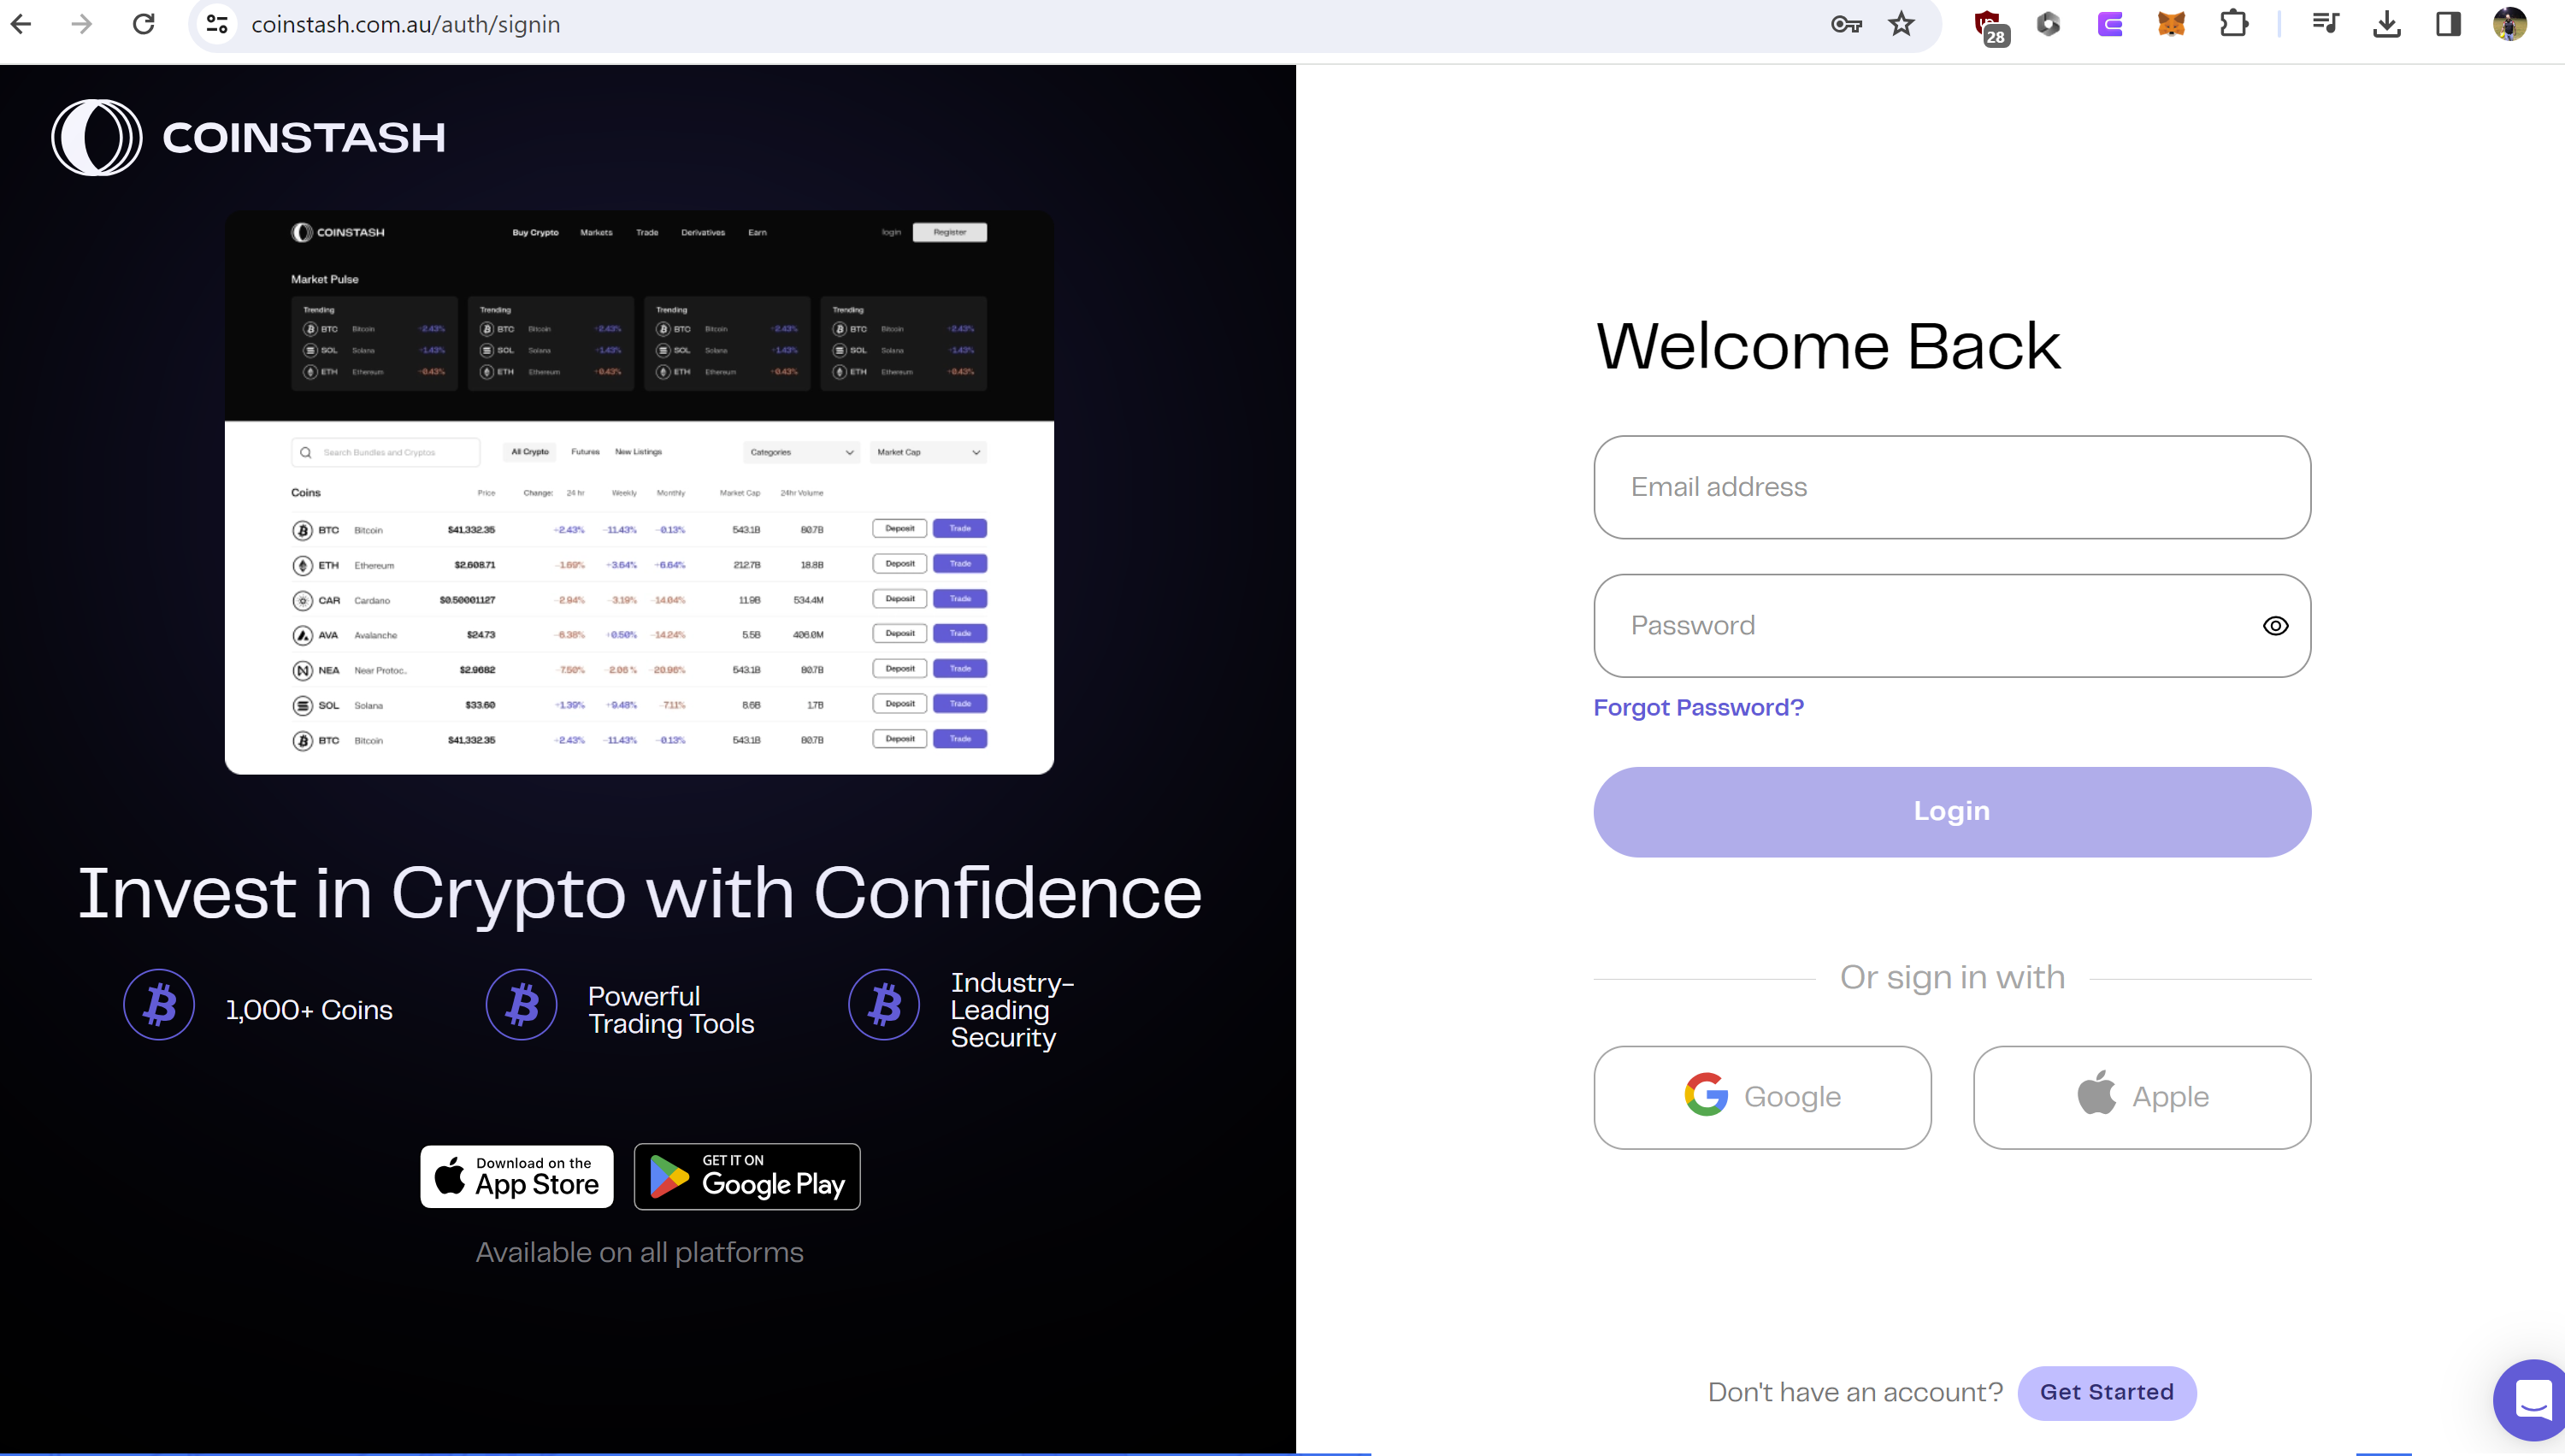 coinstash.com.au/auth/signin
28
COINSTASH
COINSTASH Buy Crypto Markets Trade Derivatives Earn login Register
Market Pulse
Trending Trending Trending Trending
BTC Bitcoin +2.43% BTC Bitcoin +2.43% BTC Bitcoin +2.43% BTC Bitcoin +2.43%
SOL Solana +1.43% SOL Solana +1.43% SOL Solana +1.43% SOL Solana +1.43%
ETH Ethereum +0.43% ETH Ethereum +0.43% ETH Ethereum +0.43% ETH Ethereum +0.43%
Search Bundles and Cryptos All Crypto Futures New Listings Categories Market Cap
Coins Price Change: 24 hr Weekly Monthly Market Cap 24hr Volume
BTC Bitcoin $41,332.35 +2.43% -11.43% -0.13% 543.1B 80.7B Deposit Trade
ETH Ethereum $2.608.71 -1.69% +3.64% +6.64% 212.7B 18.8B Deposit Trade
CAR Cardano $0.50001127 -2.94% -3.19% -14.04% 11.9B 534.4M Deposit Trade
AVA Avalanche $24.73 -6.38% +0.50% -14.24% 5.5B 406.0M Deposit Trade
NEA Near Protoc.. $2.9682 -7.50% -2.06 % -20.96% 543.1B 80.7B Deposit Trade
SOL Solana $33.60 +1.39% +9.48% -7.11% 8.6B 1.7B Deposit Trade
BTC Bitcoin $41,332.35 +2.43% -11.43% -0.13% 543.1B 80.7B Deposit Trade
Invest in Crypto with Confidence
1,000+ Coins
Powerful
Trading Tools
Industry-
Leading
Security
Download on the
App Store
GET IT ON
Google Play
Available on all platforms
Welcome Back
Email address
Password
Forgot Password?
Login
Or sign in with
Google
Apple
Don't have an account? Get Started